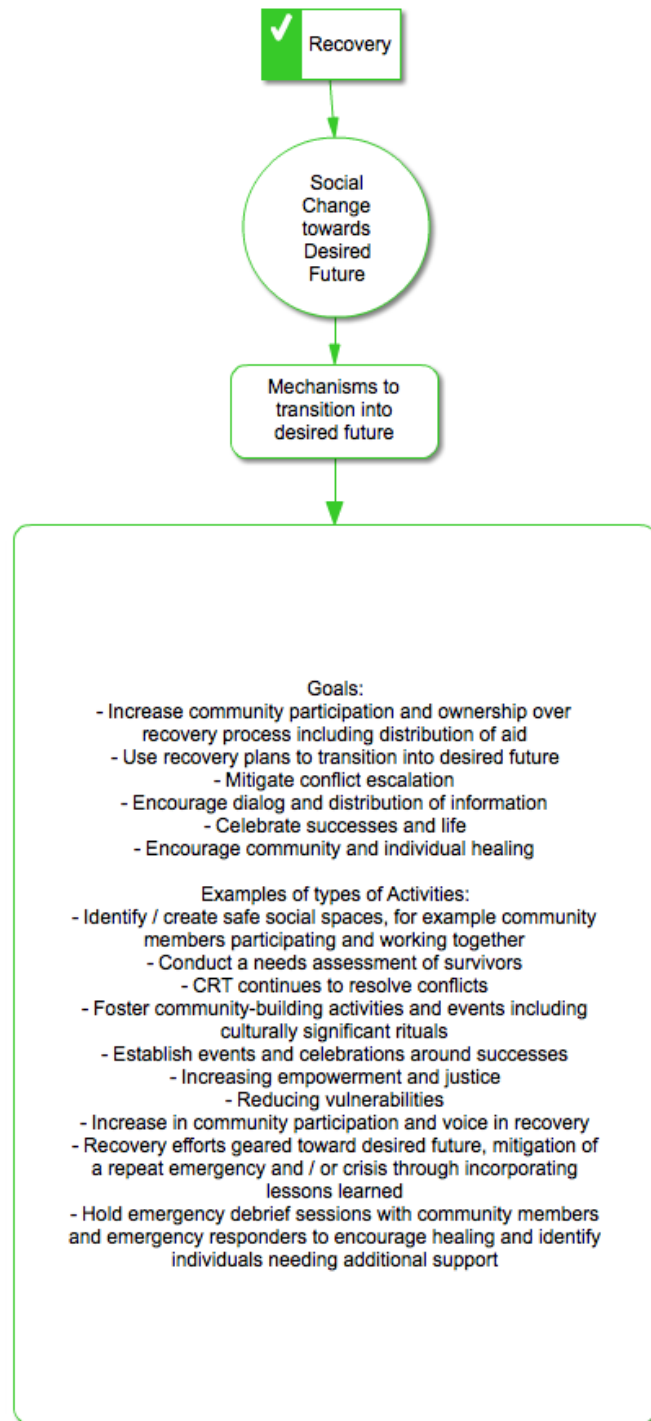 Recovery
Social
Change
towards
Desired
Future
Mechanisms to
transition into
desired future
Goals:
- Increase community participation and ownership over
recovery process including distribution of aid
- Use recovery plans to transition into desired future
- Mitigate conflict escalation
- Encourage dialog and distribution of information
- Celebrate successes and life
- Encourage community and individual healing
Examples of types of Activities:
- Identify / create safe social spaces, for example community
members participating and working together
- Conduct a needs assessment of survivors
- CRT continues to resolve conflicts
- Foster community-building activities and events including
culturally significant rituals
- Establish events and celebrations around successes
- Increasing empowerment and justice
- Reducing vulnerabilities
- Increase in community participation and voice in recovery
- Recovery efforts geared toward desired future, mitigation of
a repeat emergency and / or crisis through incorporating
lessons learned
- Hold emergency debrief sessions with community members
and emergency responders to encourage healing and identify
individuals needing additional support